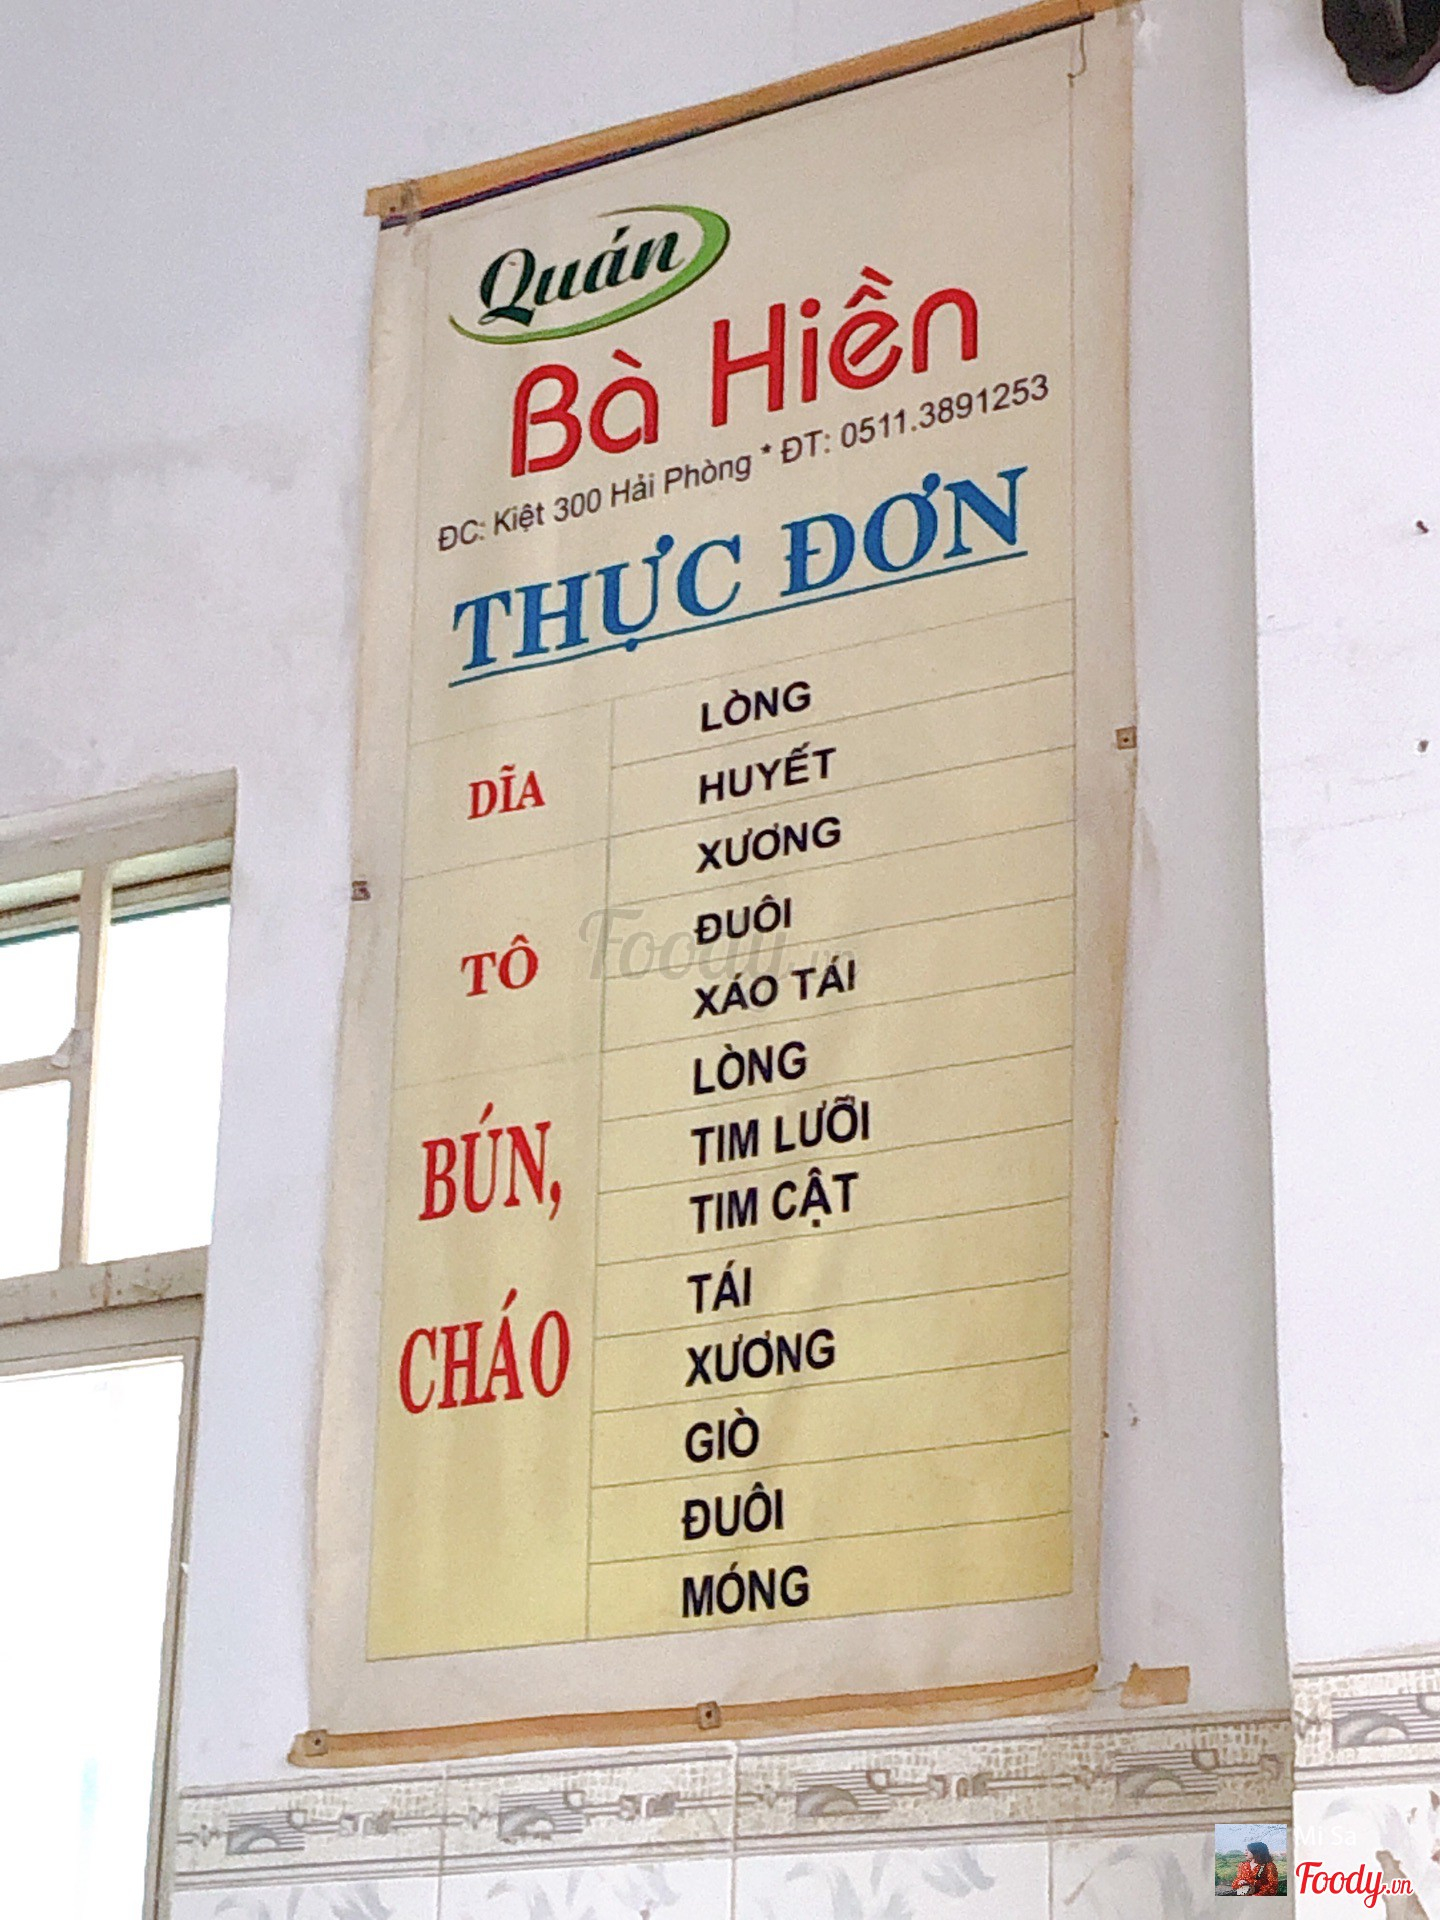 Quán
Bà Hiền
ĐC: Kiệt 300 Hải Phòng * ĐT: 0511.3891253
THỰC ĐƠN
DĨA
LÒNG
HUYẾT
TÔ
XƯƠNG
ĐUÔI
XÁO TÁI
BÚN,
CHÁO
LÒNG
TIM LƯỠI
TIM CẬT
TÁI
XƯƠNG
GIÒ
ĐUÔI
MÓNG
Foody.vn
Mi Sa
Foody.vn